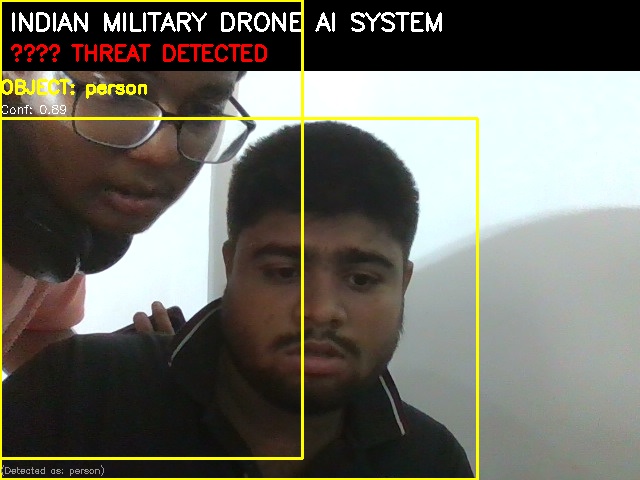 INDIAN MILITARY DRONE AI SYSTEM
???? THREAT DETECTED
OBJECT: person
Conf: 0.89
(Detected as: person)